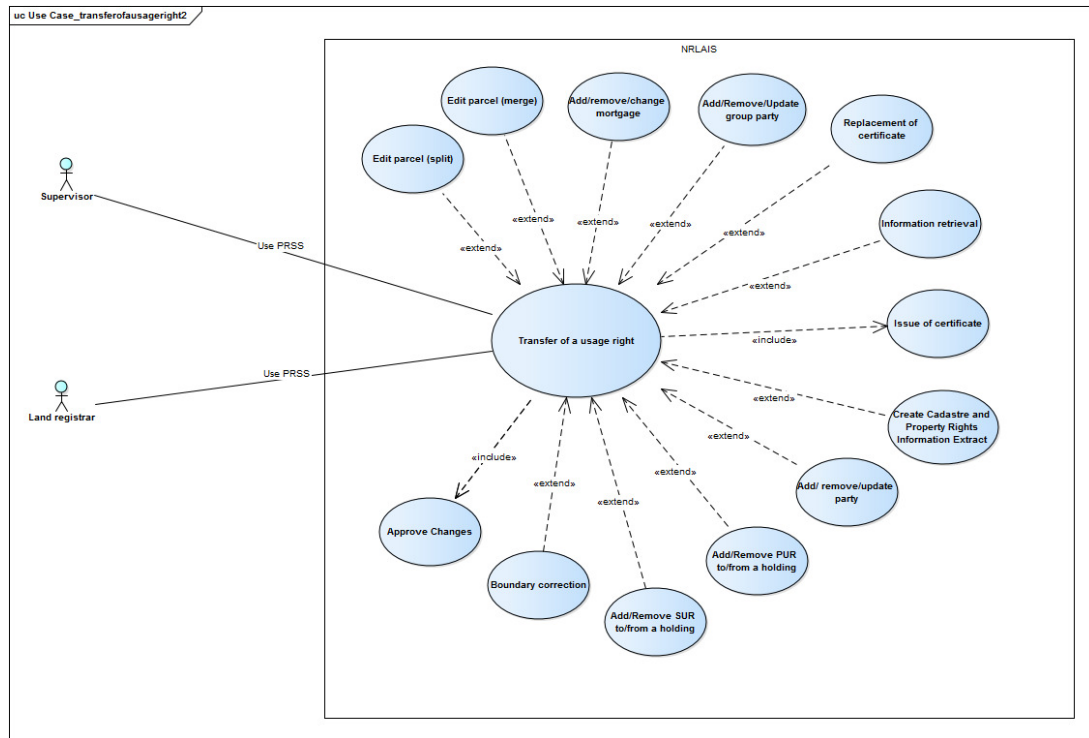 uc Use Case_transferofausageright2
NRLAIS
Edit parcel (merge)
Add/remove/change
mortgage
Add/Remove/Update
group party
Replacement of
certificate
Edit parcel (split)
Supervisor
Information retrieval
«extend»
«extend»
«extend»
«extend»
«extend»
«extend»
Use PRSS
Issue of certificate
Transfer of a usage right
«include»
Use PRSS
Land registrar
«extend»
Create Cadastre and
Property Rights
Information Extract
«extend»
«include»
«extend»
«extend»
«extend»
Add/ remove/update
party
Approve Changes
Add/Remove PUR
to/from a holding
Boundary correction
Add/Remove SUR
to/from a holding